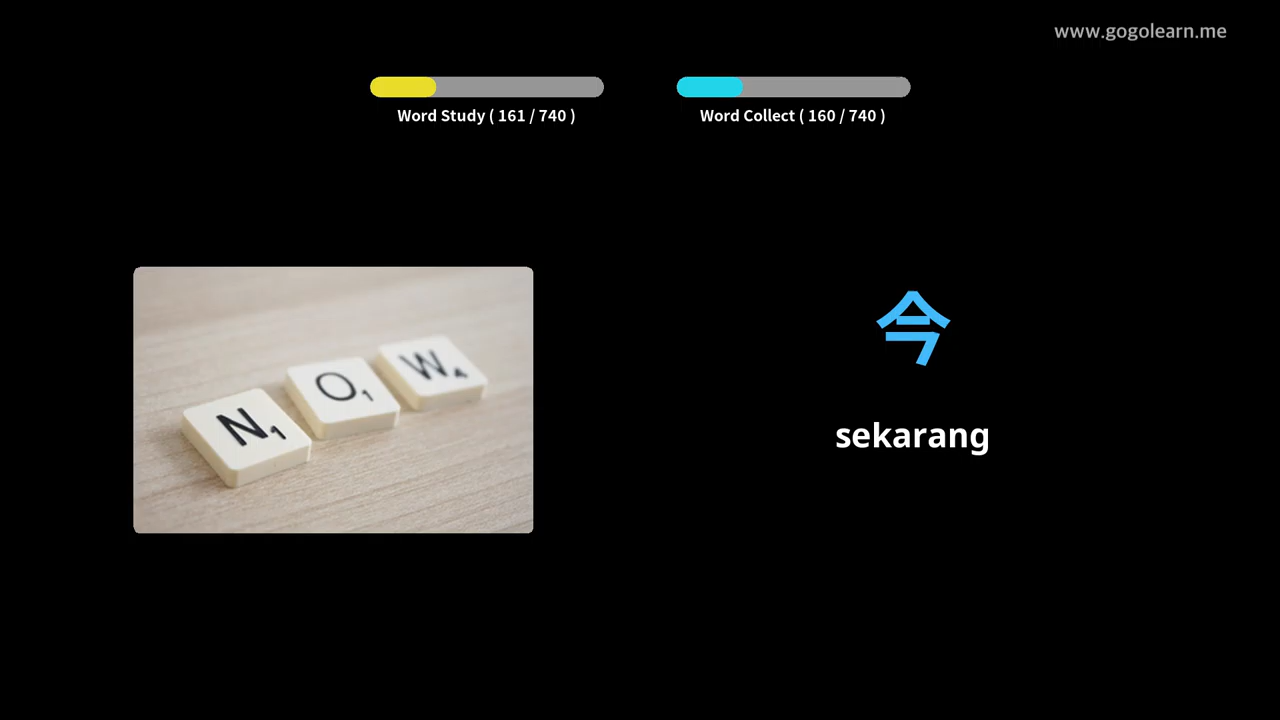 www.gogolearn.me
Word Study ( 161 / 740 )
Word Collect ( 160 / 740 )
N1 O1 W4
今
sekarang